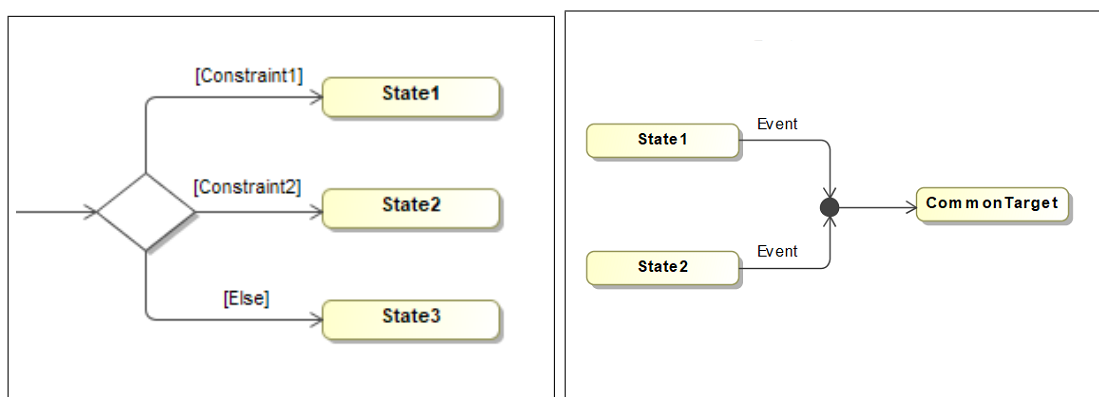 [Constraint1]
State1
[Constraint2]
State2
[Else]
State3
State1
Event
CommonTarget
State2
Event